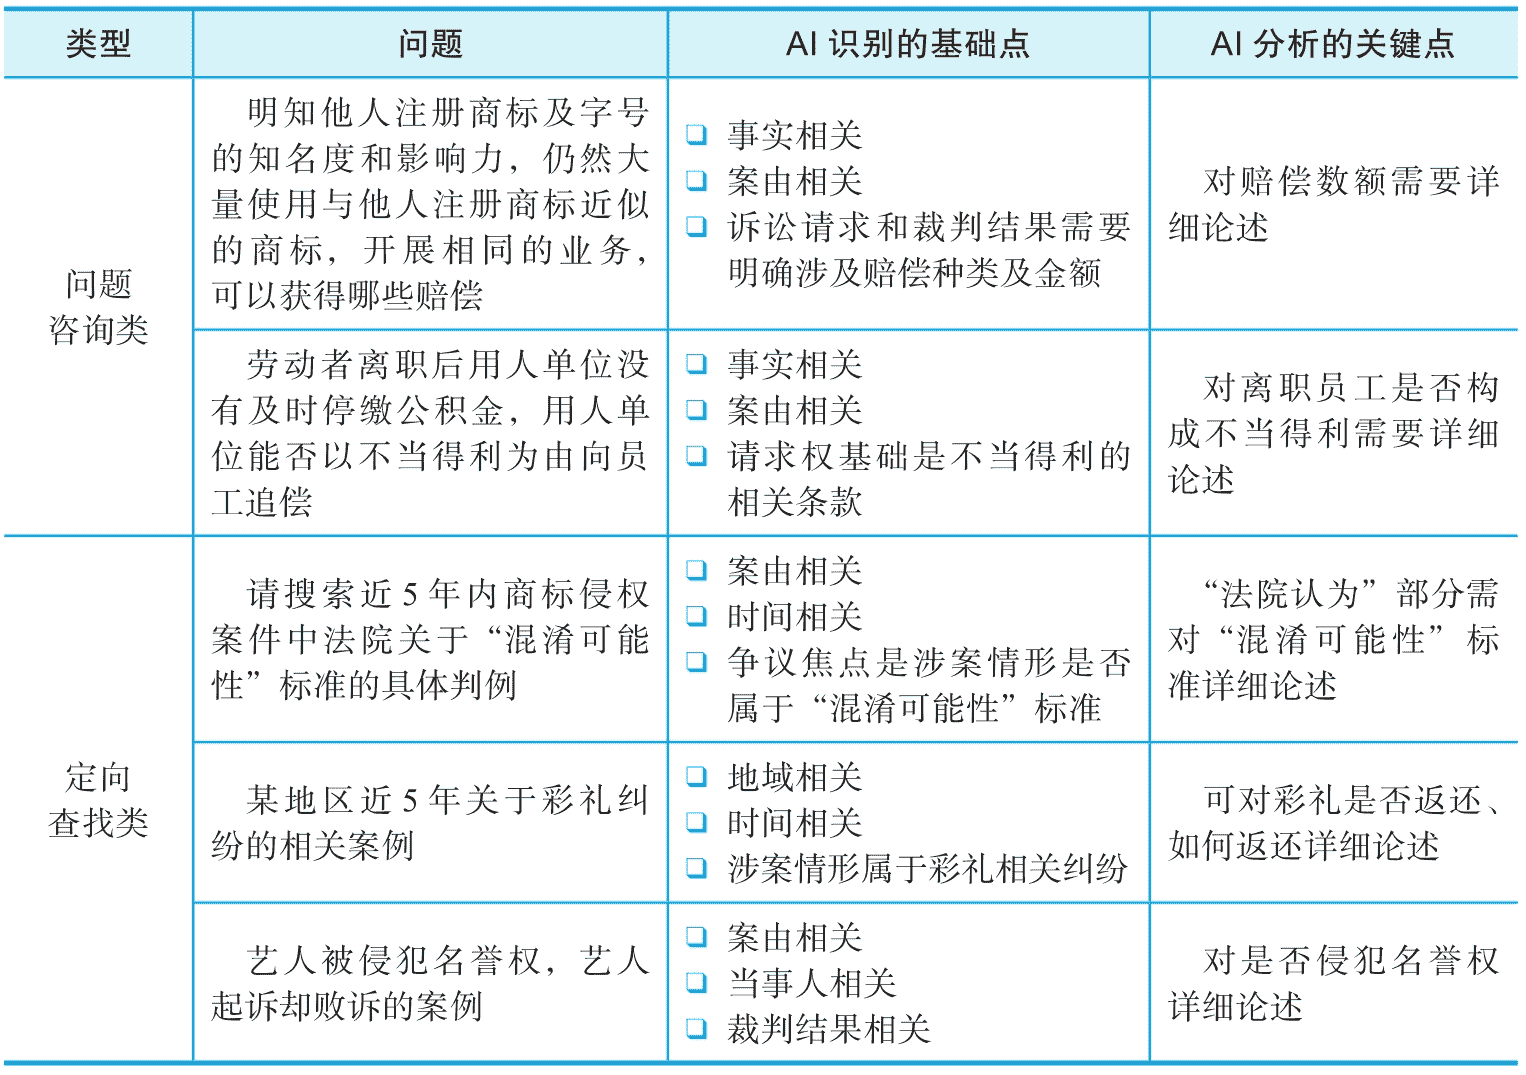 类型 问题 AI 识别的基础点 AI 分析的关键点
问题
咨询类
明知他人注册商标及字号
的知名度和影响力，仍然大
量使用与他人注册商标近似
的商标，开展相同的业务，
可以获得哪些赔偿
❑ 事实相关
❑ 案由相关
❑ 诉讼请求和裁判结果需要
明确涉及赔偿种类及金额
对赔偿数额需要详
细论述
劳动者离职后用人单位没
有及时停缴公积金，用人单
位能否以不当得利为由向员
工追偿
❑ 事实相关
❑ 案由相关
❑ 请求权基础是不当得利的
相关条款
对离职员工是否构
成不当得利需要详细
论述
定向
查找类
请搜索近 5 年内商标侵权
案件中法院关于“混淆可能
性”标准的具体判例
❑ 案由相关
❑ 时间相关
❑ 争议焦点是涉案情形是否
属于“混淆可能性”标准
“法院认为”部分需
对“混淆可能性”标
准详细论述
某地区近 5 年关于彩礼纠
纷的相关案例
❑ 地域相关
❑ 时间相关
❑ 涉案情形属于彩礼相关纠纷
可对彩礼是否返还、
如何返还详细论述
艺人被侵犯名誉权，艺人
起诉却败诉的案例
❑ 案由相关
❑ 当事人相关
❑ 裁判结果相关
对是否侵犯名誉权
详细论述